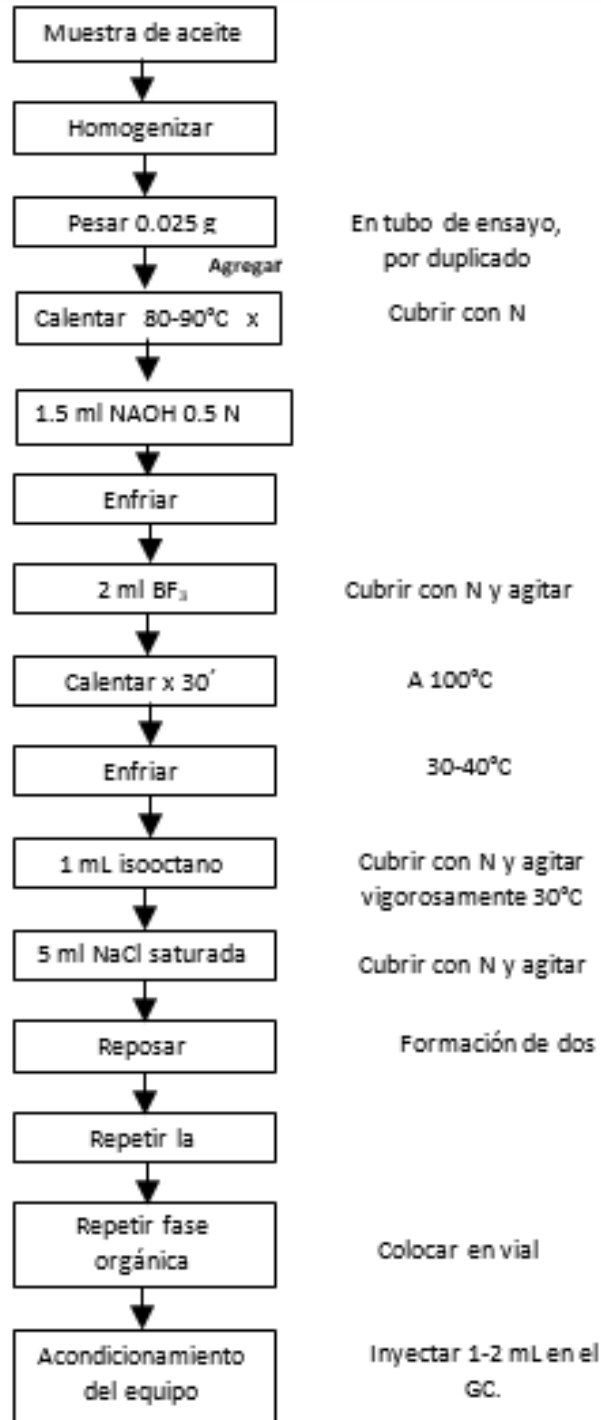 Muestra de aceite
Homogenizar
Pesar 0.025 g
En tubo de ensayo,
por duplicado
Agregar
Calentar 80-90°C x
Cubrir con N
1.5 ml NAOH 0.5 N
Enfriar
2 ml BF₃
Cubrir con N y agitar
Calentar x 30´
A 100°C
Enfriar
30-40°C
1 mL isooctano
Cubrir con N y agitar
vigorosamente 30°C
5 ml NaCl saturada
Cubrir con N y agitar
Reposar
Formación de dos
Repetir la
Repetir fase
orgánica
Colocar en vial
Acondicionamiento
del equipo
Inyectar 1-2 mL en el
GC.